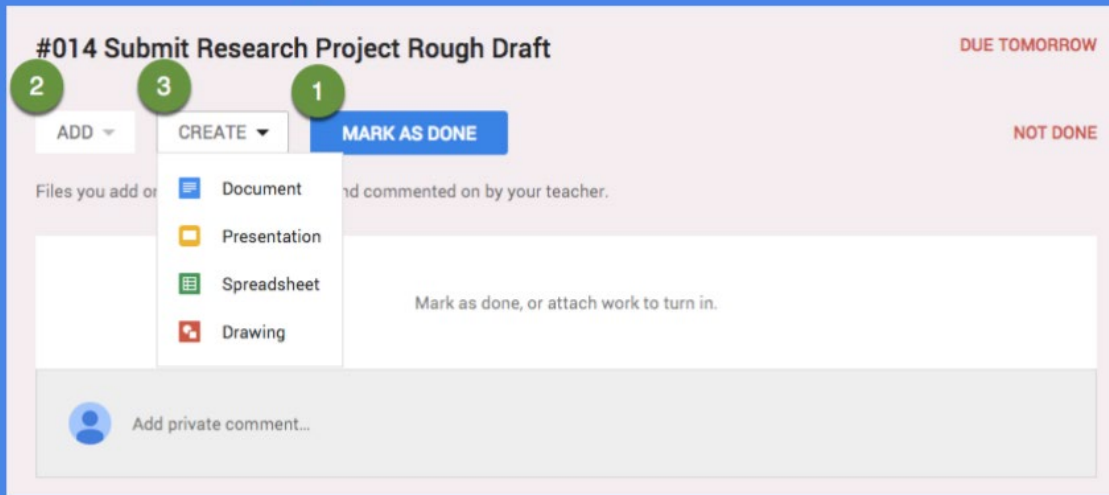 #014 Submit Research Project Rough Draft
DUE TOMORROW
2
3
1
ADD
CREATE
MARK AS DONE
NOT DONE
Files you add or nd commented on by your teacher.
Document
Presentation
Spreadsheet
Drawing
Mark as done, or attach work to turn in.
Add private comment...